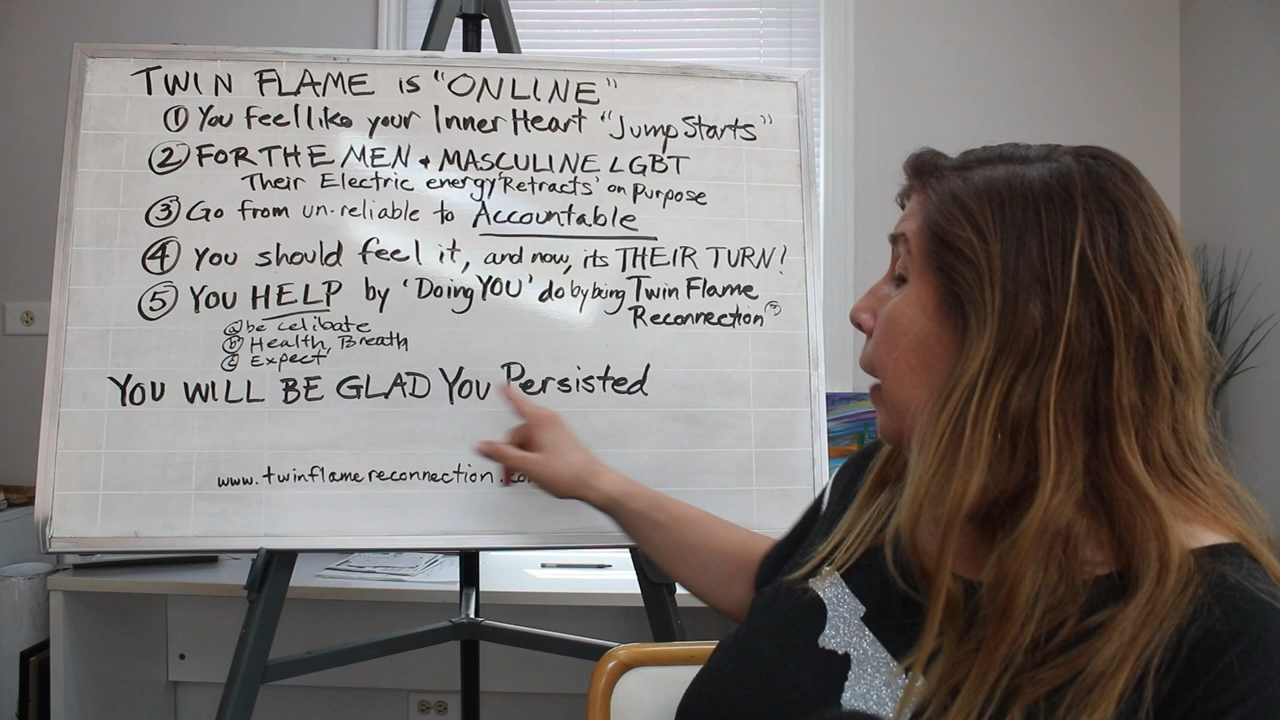 TWIN FLAME is "ONLINE"
① You feel like your Inner Heart "Jump Starts"
② FOR THE MEN + MASCULINE LGBT
Their Electric energy 'Retracts' on Purpose
③ Go from un-reliable to Accountable
④ You should feel it, and now, its THEIR TURN!
⑤ YOU HELP by 'Doing YOU' do by being Twin Flame
Reconnection
ⓐ be celibate
ⓑ Health, Breath
ⓒ Expect
YOU WILL BE GLAD YOU Persisted
www.twinflamereconnection.co